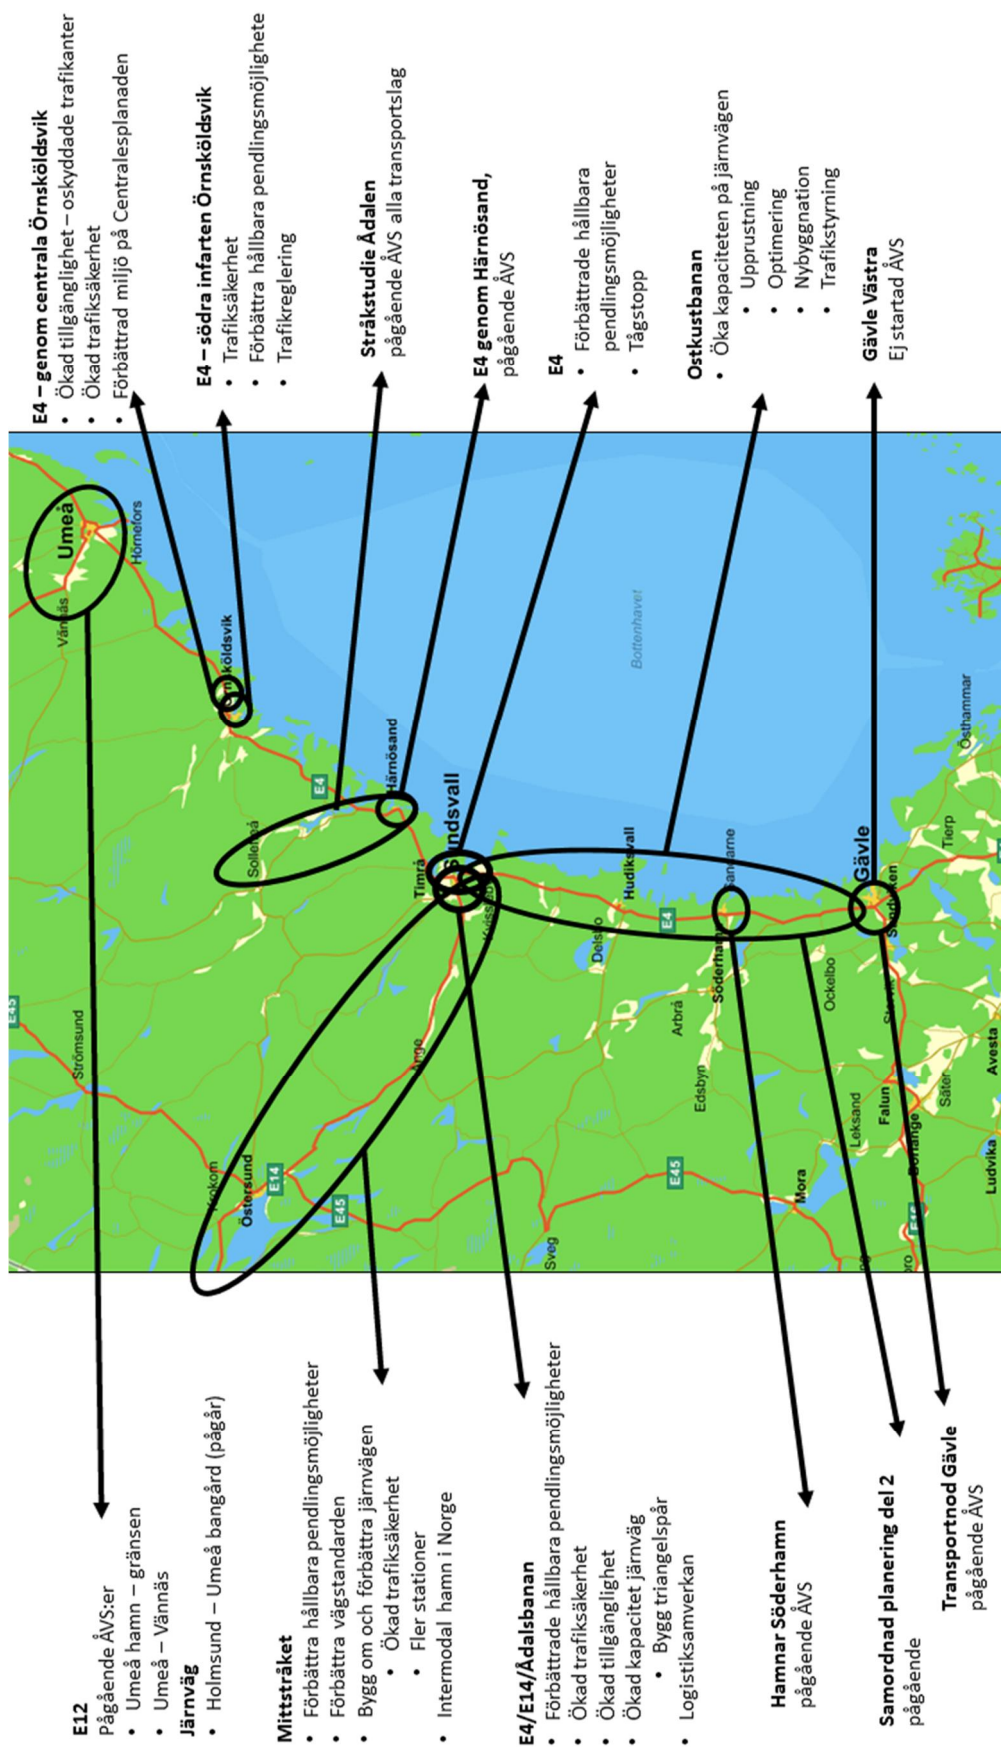 E12
Pågående ÅVS:er
• Umeå hamn – gränsen
• Umeå – Vännäs
Järnväg
• Holmsund – Umeå bangård (pågår)
Mittstråket
• Förbättra hållbara pendlingsmöjligheter
• Förbättra vägstandarden
• Bygg om och förbättra järnvägen
• Ökad trafiksäkerhet
• Fler stationer
• Intermodal hamn i Norge
E4/E14/Ådalsbanan
• Förbättrade hållbara pendlingsmöjligheter
• Ökad trafiksäkerhet
• Ökad tillgänglighet
• Ökad kapacitet järnväg
• Bygg triangelspår
• Logistiksamverkan
Hamnar Söderhamn
pågående ÅVS
Samordnad planering del 2
pågående
Transportnod Gävle
pågående ÅVS
E45
Strömsund
Krokom
Östersund
E14
E45
Ånge
Sveg
E45
Mora
Edsbyn
Arbrå
Delsbo
Söderhamn
Ockelbo
Leksand
Falun
Borlänge
Säter
Ludvika
Avesta
E16
Umeå
Vännäs
Hörnefors
Sollefteå
E4
Härnösand
Timrå
Sundsvall
Hudiksvall
E4
Gävle
Sandviken
Tierp
Östhammar
Bottenhavet
E4 – genom centrala Örnsköldsvik
• Ökad tillgänglighet – oskyddade trafikanter
• Ökad trafiksäkerhet
• Förbättrad miljö på Centralesplanaden
E4 – södra infarten Örnsköldsvik
• Trafiksäkerhet
• Förbättra hållbara pendlingsmöjlighete
• Trafikreglering
Stråkstudie Ådalen
pågående ÅVS alla transportslag
E4 genom Härnösand,
pågående ÅVS
E4
• Förbättrade hållbara
pendlingsmöjligheter
• Tågstopp
Ostkustbanan
• Öka kapaciteten på järnvägen
• Upprustning
• Optimering
• Nybyggnation
• Trafikstyrning
Gävle Västra
Ej startad ÅVS